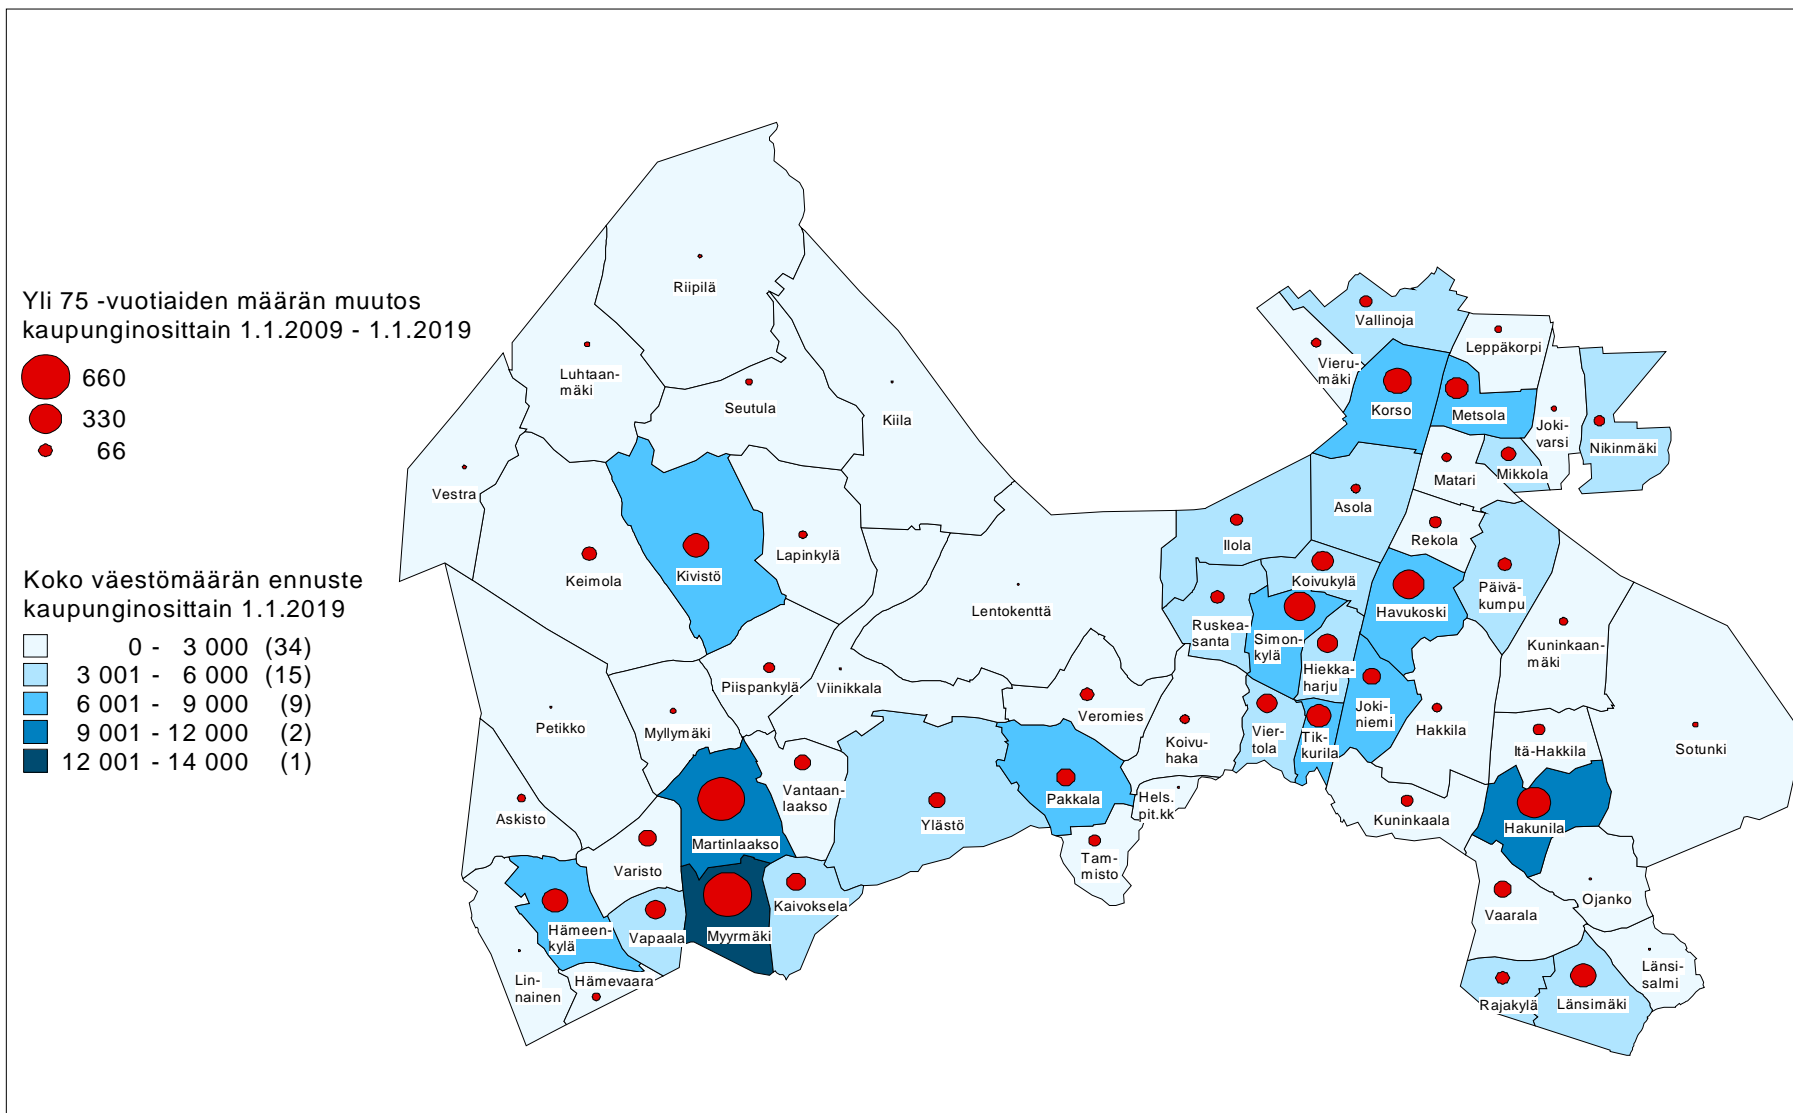 Yli 75 -vuotiaiden määrän muutos
kaupunginosittain 1.1.2009 - 1.1.2019
660
330
66
Koko väestömäärän ennuste
kaupunginosittain 1.1.2019
0 - 3 000 (34)
3 001 - 6 000 (15)
6 001 - 9 000 (9)
9 001 - 12 000 (2)
12 001 - 14 000 (1)
Riipilä
Luhtaan-
mäki
Seutula
Kiila
Vestra
Keimola
Kivistö
Lapinkylä
Lentokenttä
Piispankylä
Viinikkala
Petikko
Myllymäki
Veromies
Koivu-
haka
Askisto
Vantaan-
laakso
Martinlaakso
Varisto
Ylästö
Pakkala
Hels.
pit.kk
Tam-
misto
Kaivoksela
Myyrmäki
Vapaala
Hämeen-
kylä
Lin-
nainen
Hämevaara
Vallinoja
Vieru-
mäki
Leppäkorpi
Korso
Metsola
Joki-
varsi
Nikinmäki
Mikkola
Matari
Asola
Rekola
Ilola
Koivukylä
Havukoski
Päivä-
kumpu
Ruskea-
santa
Simon-
kylä
Hiekka-
harju
Kuninkaan-
mäki
Joki-
niemi
Vier-
tola
Tik-
kurila
Hakkila
Itä-Hakkila
Sotunki
Kuninkaala
Hakunila
Vaarala
Ojanko
Länsi-
salmi
Rajakylä
Länsimäki